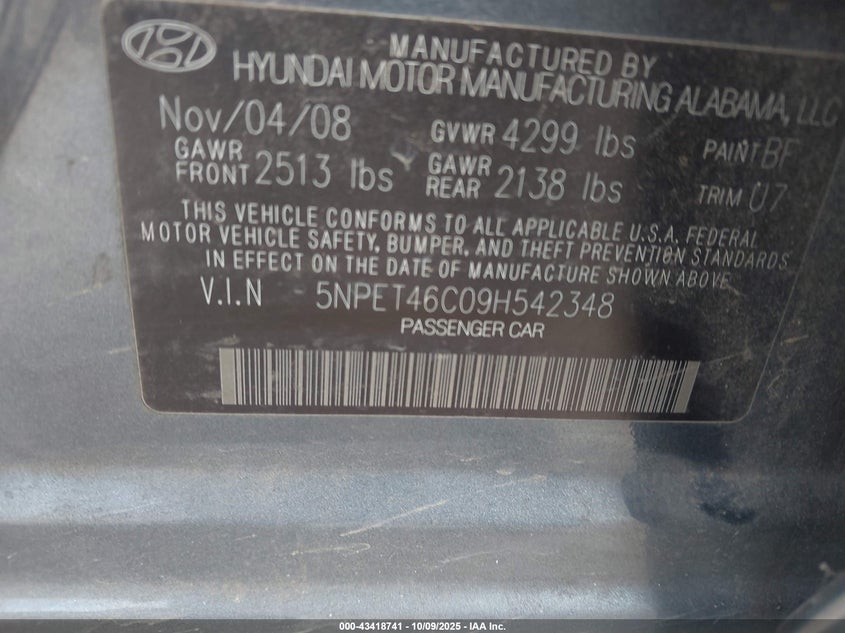 MANUFACTURED BY
HYUNDAI MOTOR MANUFACTURING ALABAMA, LLC
Nov/04/08 GVWR 4299 lbs PAINT BF
GAWR FRONT 2513 lbs GAWR REAR 2138 lbs TRIM U7
THIS VEHICLE CONFORMS TO ALL APPLICABLE U.S.A. FEDERAL
MOTOR VEHICLE SAFETY, BUMPER, AND THEFT PREVENTION STANDARDS
IN EFFECT ON THE DATE OF MANUFACTURE SHOWN ABOVE
V.I.N 5NPET46C09H542348
PASSENGER CAR
000-43418741 - 10/09/2025 - IAA Inc.